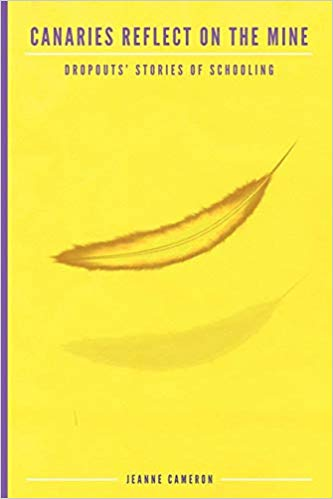 CANARIES REFLECT ON THE MINE
DROPOUTS' STORIES OF SCHOOLING
JEANNE CAMERON